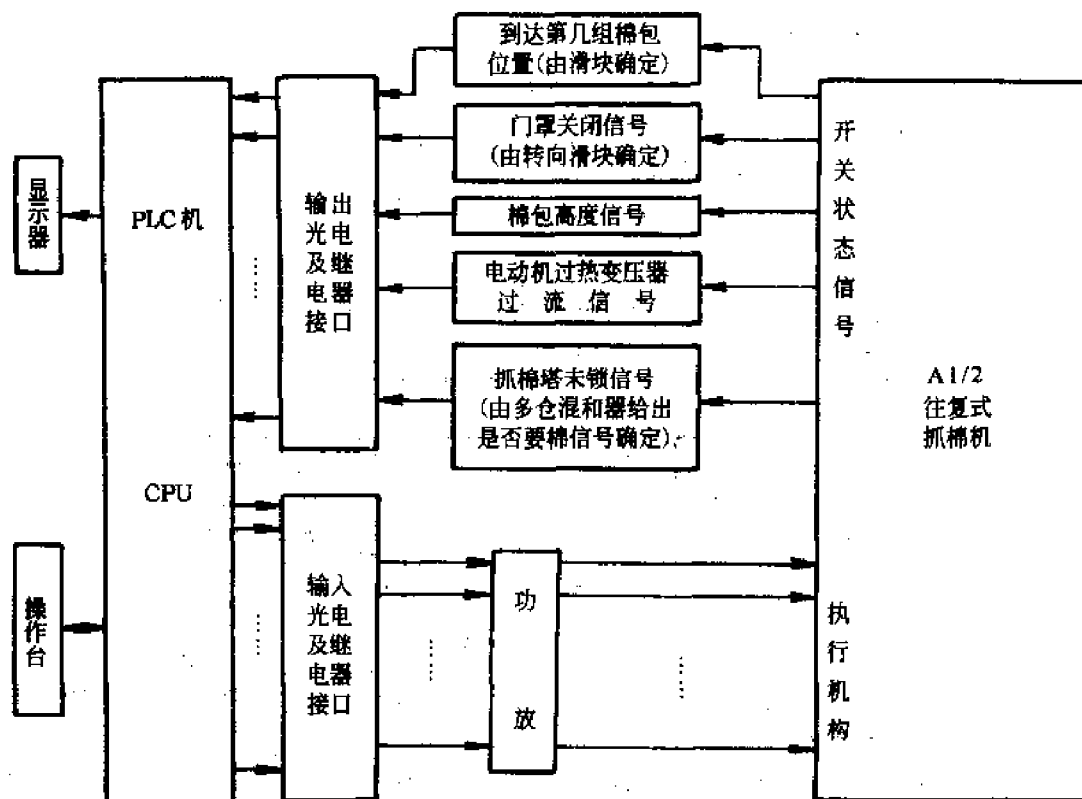 到达第几组棉包
位置(由滑块确定)
门罩关闭信号
(由转向滑块确定)
棉包高度信号
电动机过热变压器
过流信号
抓棉塔未锁信号
(由多仓混和器给出
是否要棉信号确定)
显示器
PLC机
CPU
操作台
输出
光电
及继
电器
接口
输入
光电
及继
电器
接口
功放
开关状态信号
执行机构
A1/2
往复式
抓棉机